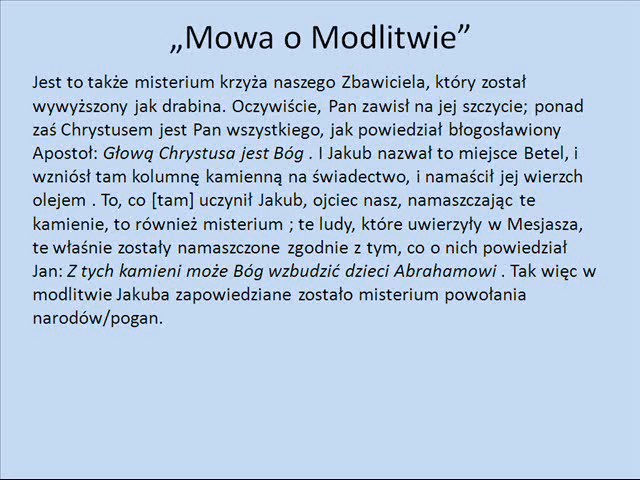 „Mowa o Modlitwie”
Jest to także misterium krzyża naszego Zbawiciela, który został
wywyższony jak drabina. Oczywiście, Pan zawisł na jej szczycie; ponad
zaś Chrystusem jest Pan wszystkiego, jak powiedział błogosławiony
Apostoł: Głową Chrystusa jest Bóg . I Jakub nazwał to miejsce Betel, i
wzniósł tam kolumnę kamienną na świadectwo, i namaścił jej wierzch
olejem . To, co [tam] uczynił Jakub, ojciec nasz, namaszczając te
kamienie, to również misterium ; te ludy, które uwierzyły w Mesjasza,
te właśnie zostały namaszczone zgodnie z tym, co o nich powiedział
Jan: Z tych kamieni może Bóg wzbudzić dzieci Abrahamowi . Tak więc w
modlitwie Jakuba zapowiedziane zostało misterium powołania
narodów/pogan.